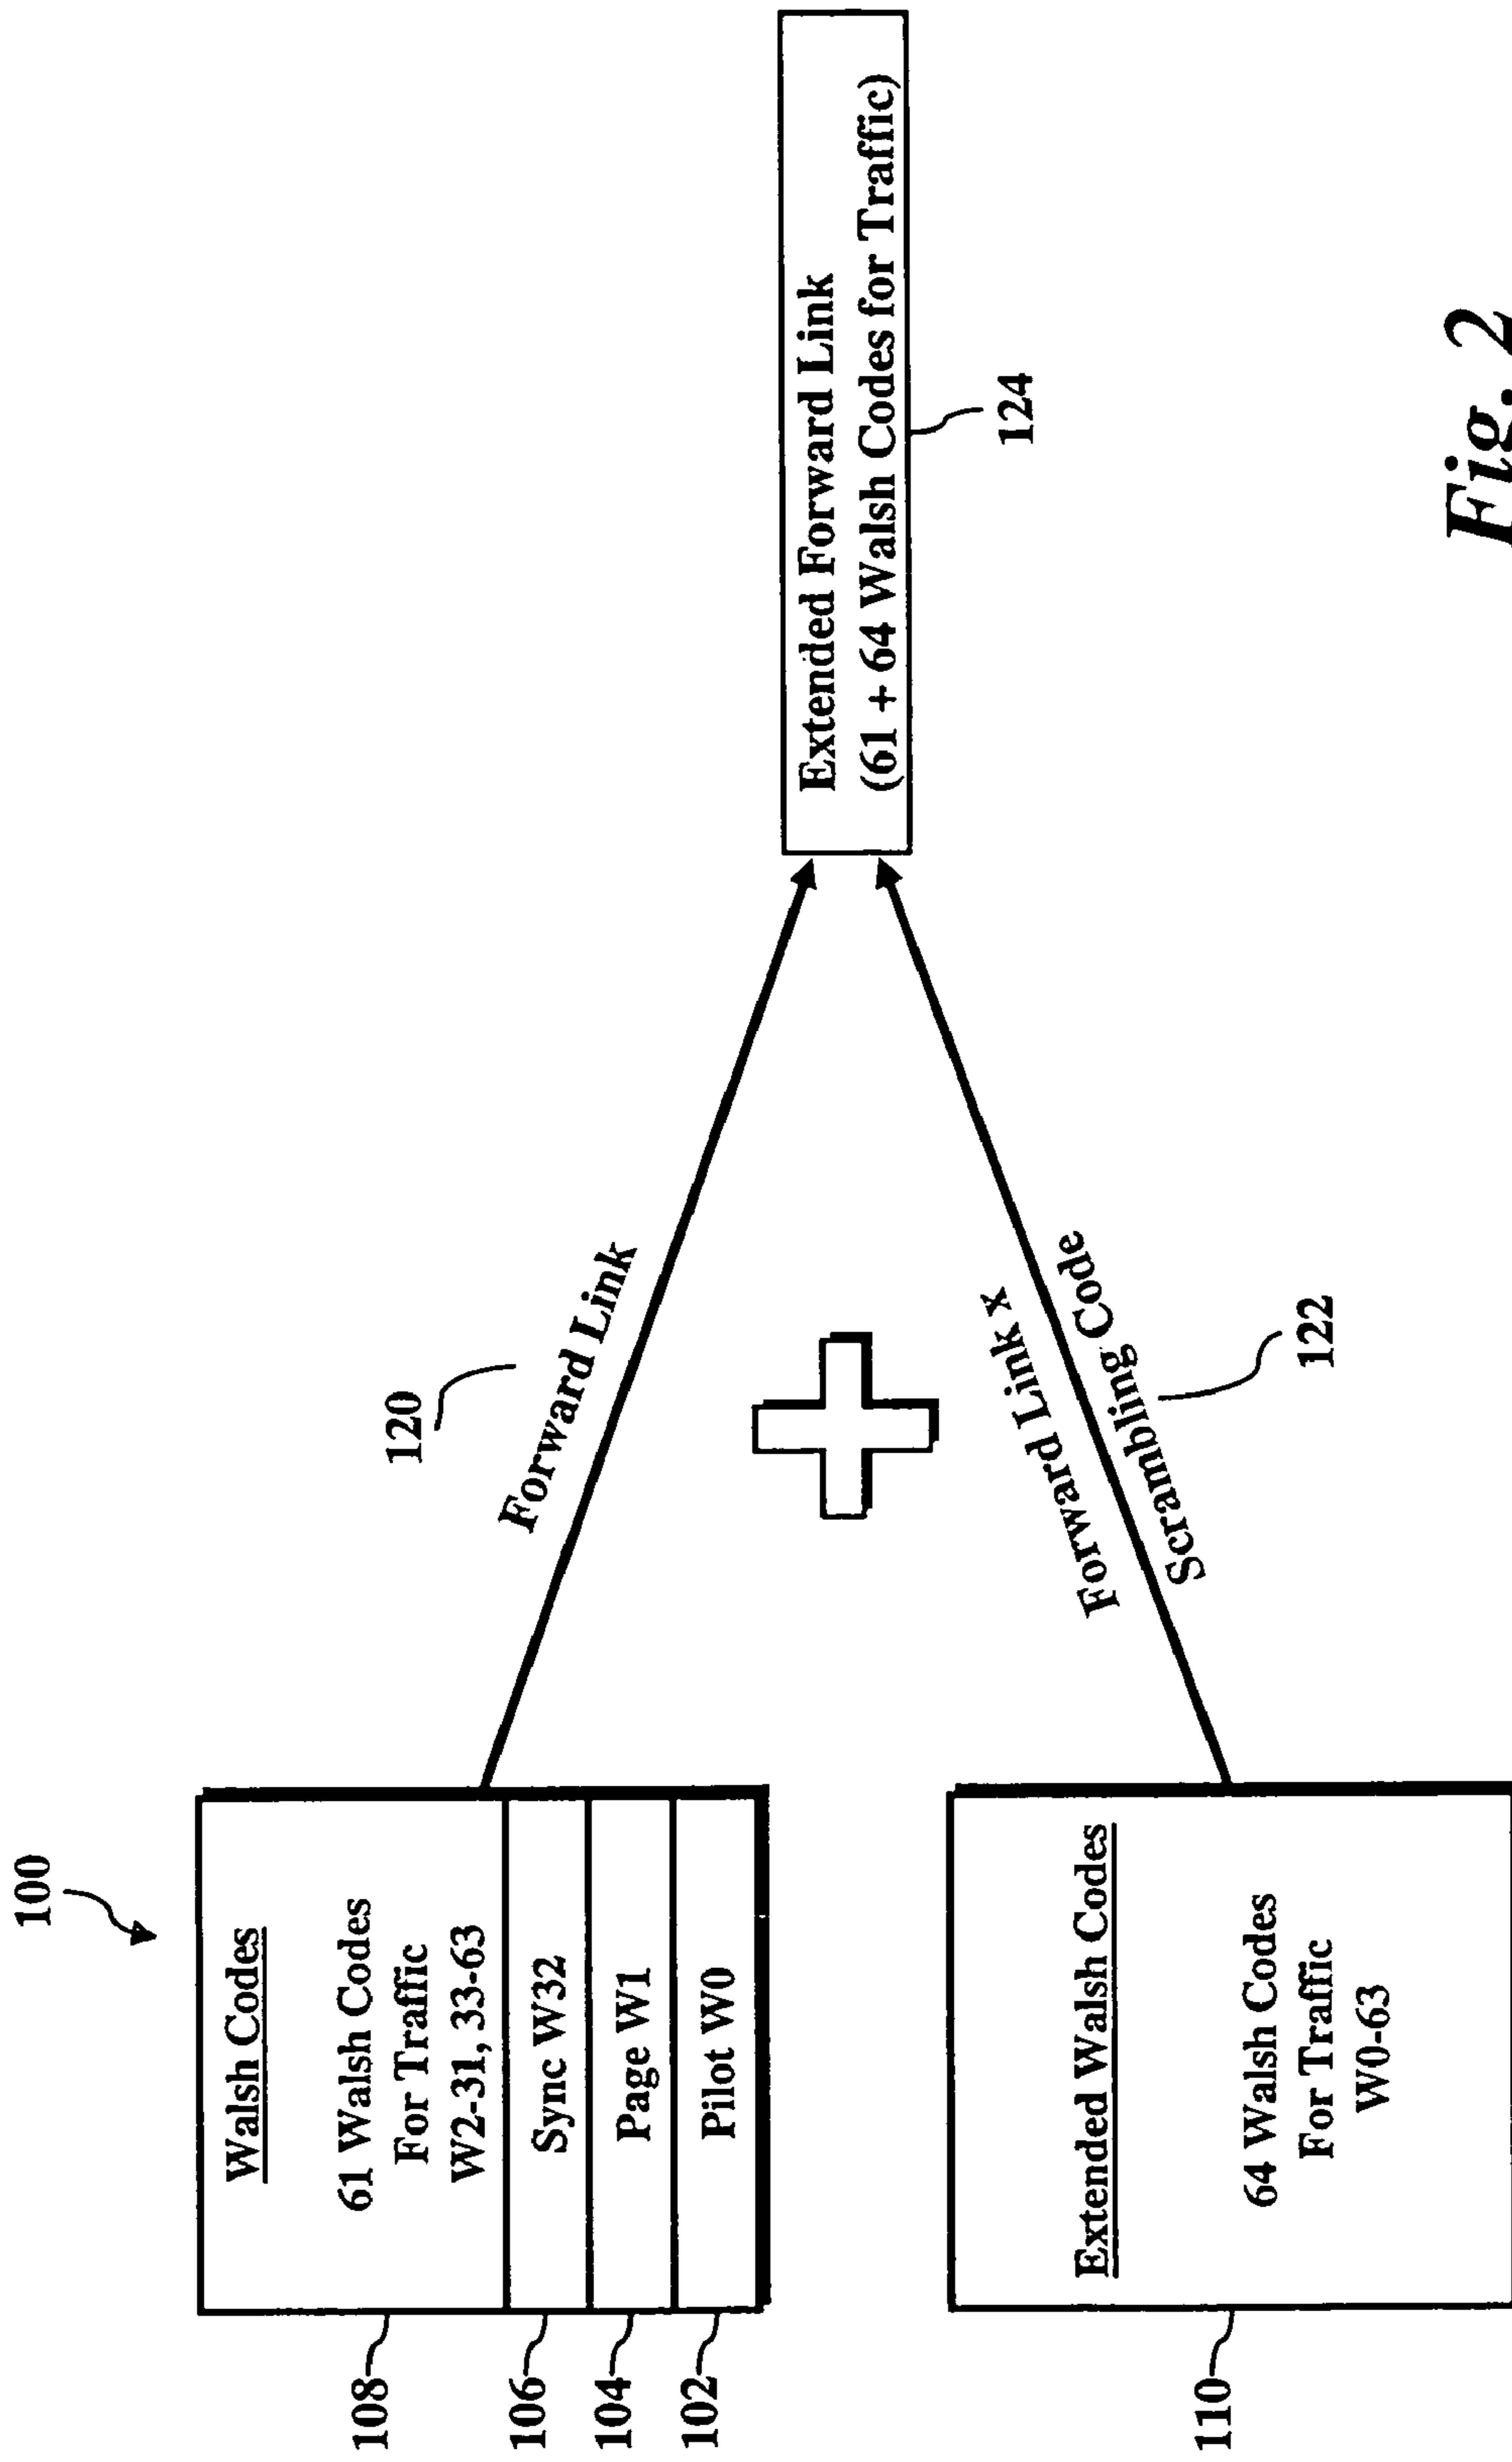 100
Walsh Codes
61 Walsh Codes
For Traffic
W2-31, 33-63
Sync W32
Page W1
Pilot W0
108
106
104
102
Extended Walsh Codes
64 Walsh Codes
For Traffic
W0-63
110
120
Forward Link
Forward Link x
Scrambling Code
122
Extended Forward Link
(61 + 64 Walsh Codes for Traffic)
124
Fig. 2